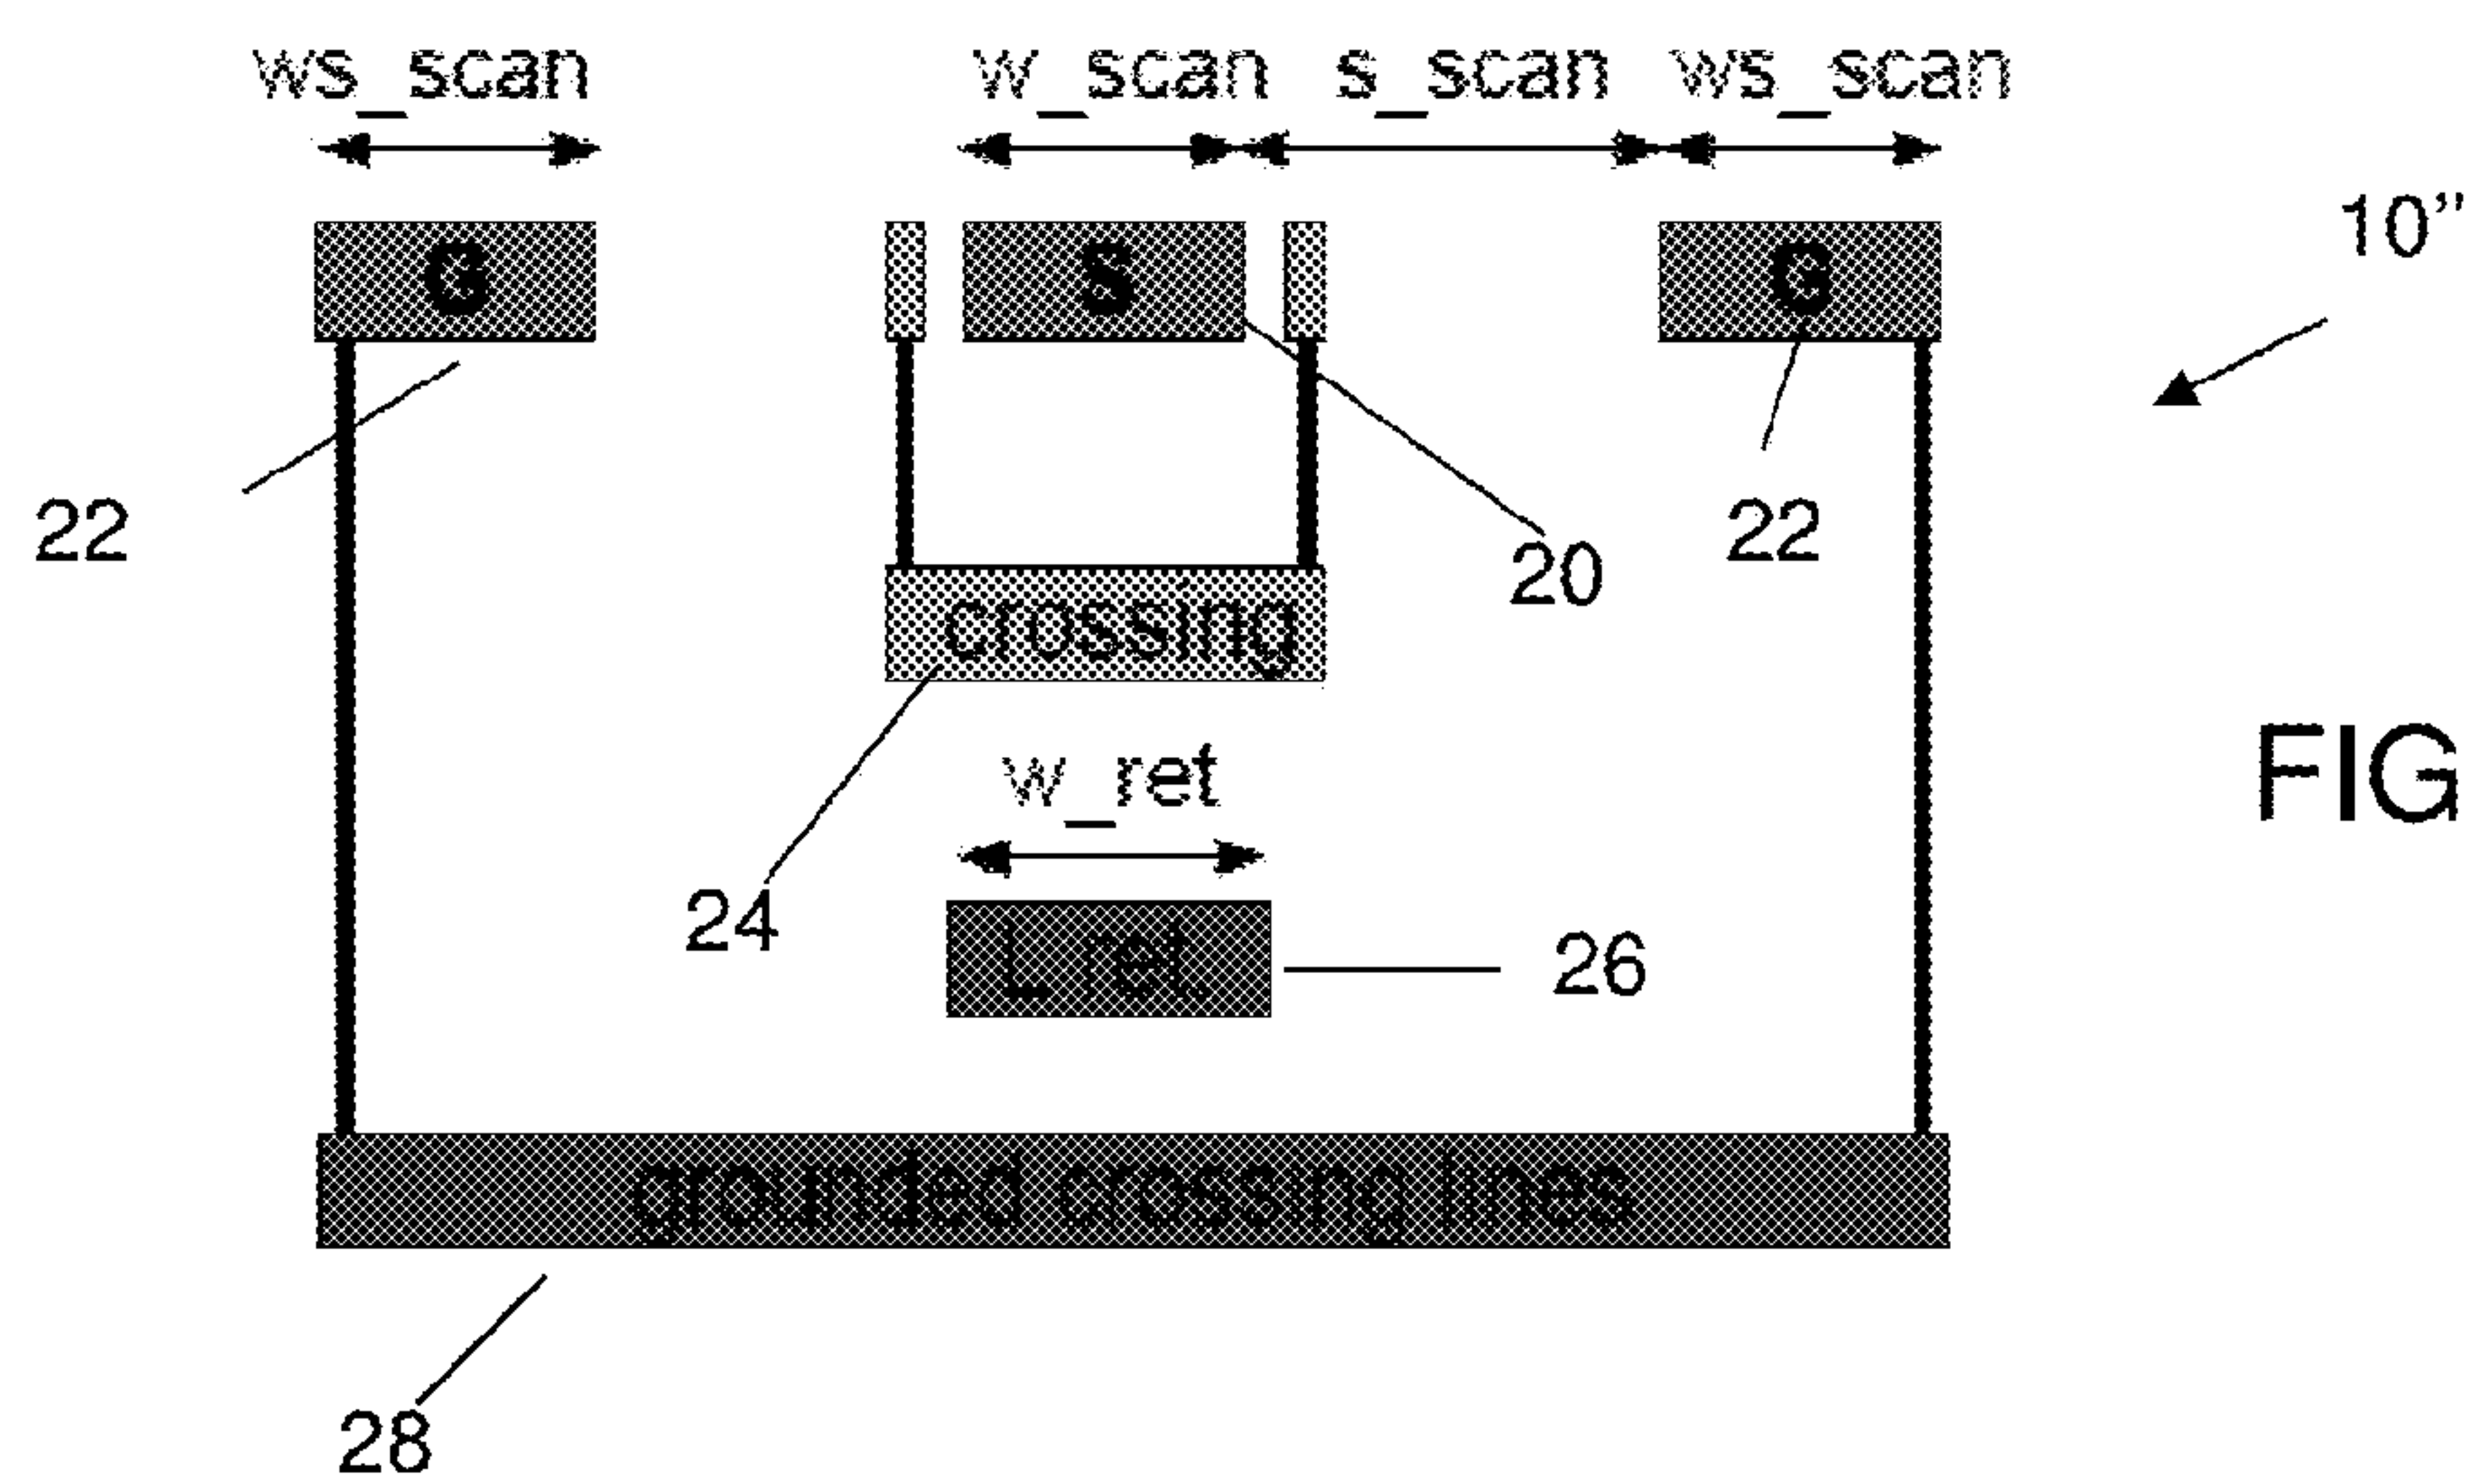 ws_scan w_scan s_scan ws_scan
10”
G S G
22 20 22
crossing
w_ret
FIG
24
L ret. 26
grounded crossing lines
28